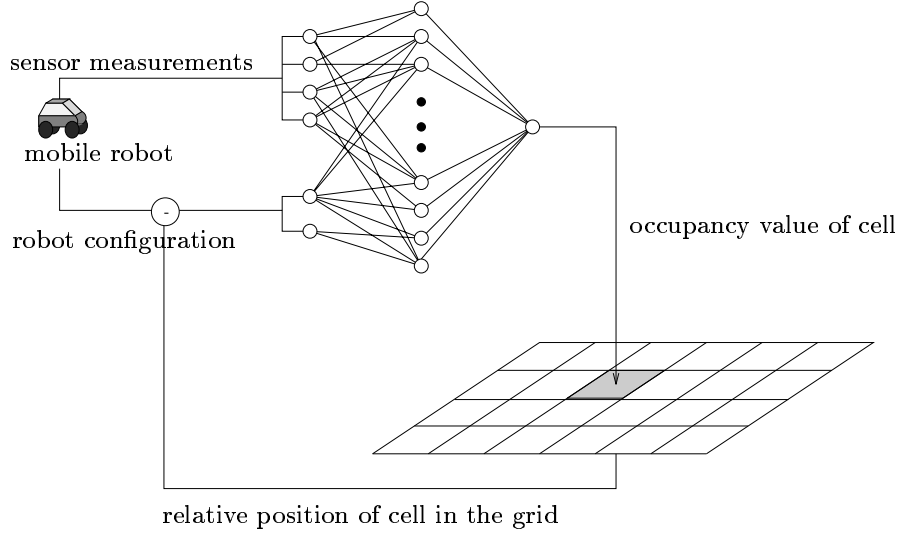 sensor measurements
mobile robot
-
robot configuration
occupancy value of cell
relative position of cell in the grid